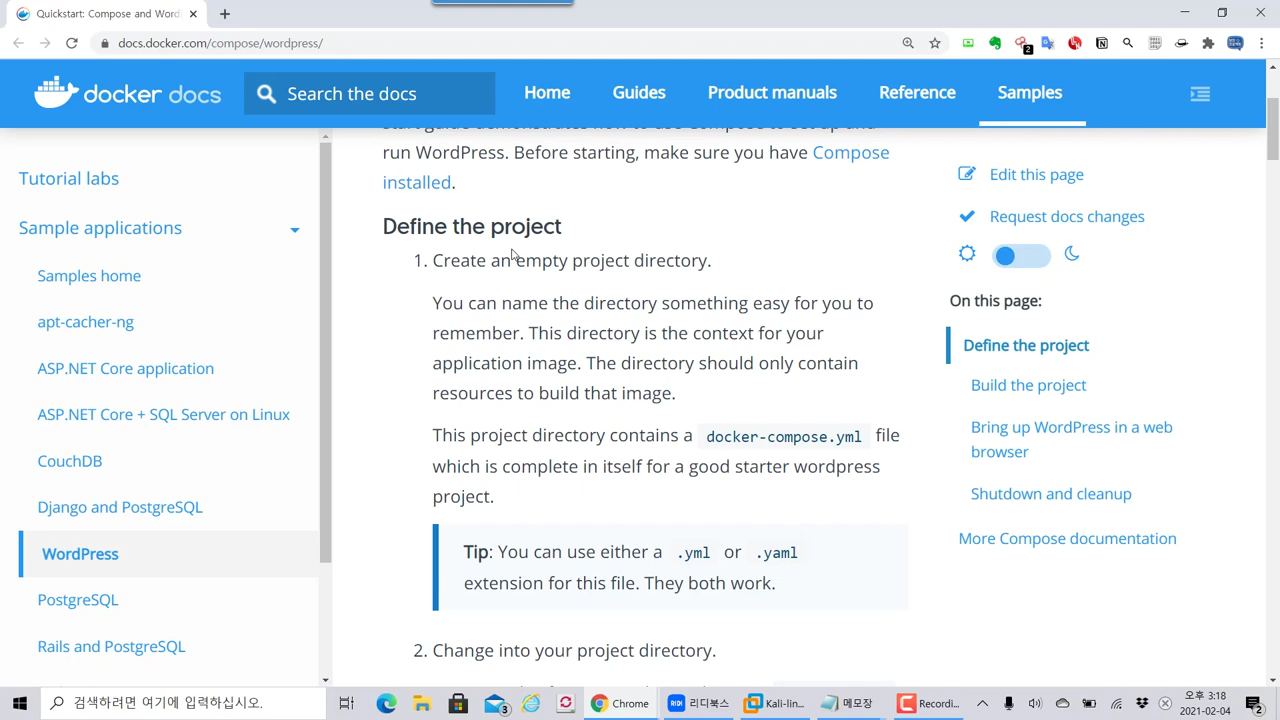 Quickstart: Compose and Word
docs.docker.com/compose/wordpress/
2
docker docs
Search the docs
Home
Guides
Product manuals
Reference
Samples
Tutorial labs
Sample applications
Samples home
apt-cacher-ng
ASP.NET Core application
ASP.NET Core + SQL Server on Linux
CouchDB
Django and PostgreSQL
WordPress
PostgreSQL
Rails and PostgreSQL
run WordPress. Before starting, make sure you have Compose
installed.
Define the project
1. Create an empty project directory.
You can name the directory something easy for you to
remember. This directory is the context for your
application image. The directory should only contain
resources to build that image.
This project directory contains a docker-compose.yml file
which is complete in itself for a good starter wordpress
project.
Tip: You can use either a .yml or .yaml
extension for this file. They both work.
2. Change into your project directory.
Edit this page
Request docs changes
On this page:
Define the project
Build the project
Bring up WordPress in a web
browser
Shutdown and cleanup
More Compose documentation
검색하려면 여기에 입력하십시오.
3
Chrome
RIDI
리디북스
Kali-lin...
메모장
Recordi...
오후 3:18
2021-02-04
2